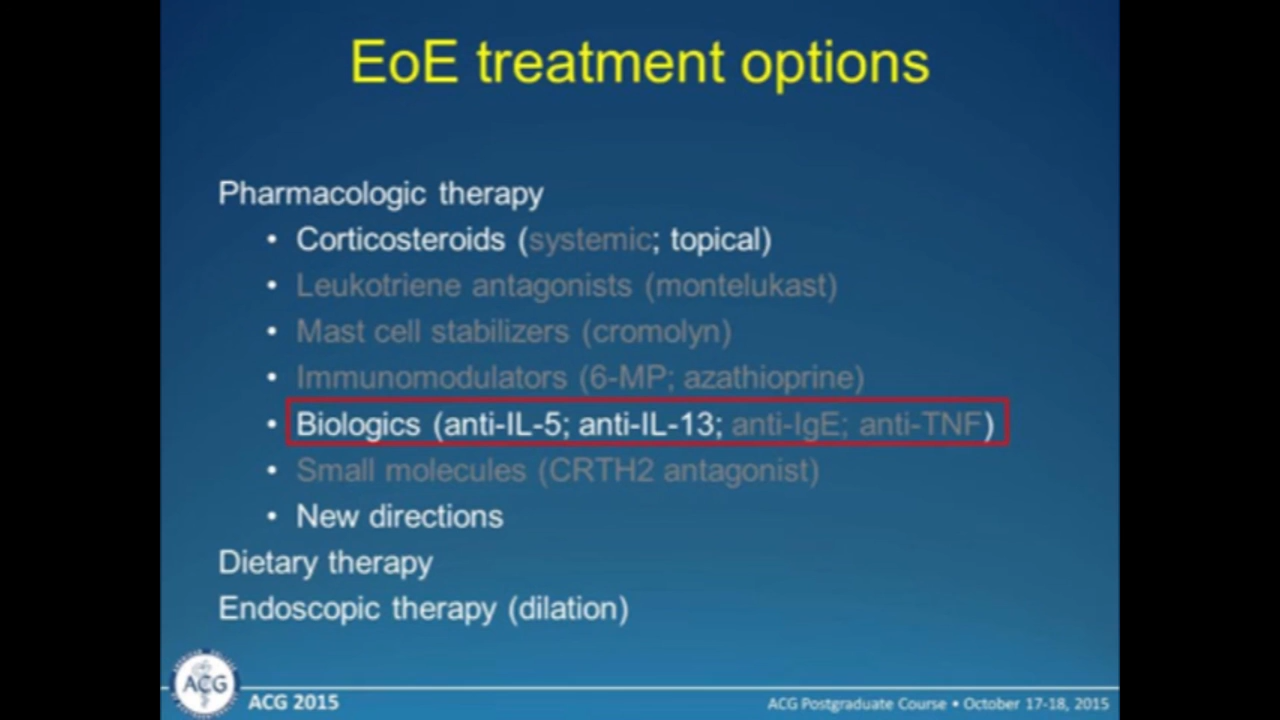 EoE treatment options
Pharmacologic therapy
• Corticosteroids (systemic; topical)
• Leukotriene antagonists (montelukast)
• Mast cell stabilizers (cromolyn)
• Immunomodulators (6-MP; azathioprine)
• Biologics (anti-IL-5; anti-IL-13; anti-IgE; anti-TNF)
• Small molecules (CRTH2 antagonist)
• New directions
Dietary therapy
Endoscopic therapy (dilation)
ACG
ACG 2015
ACG Postgraduate Course • October 17-18, 2015